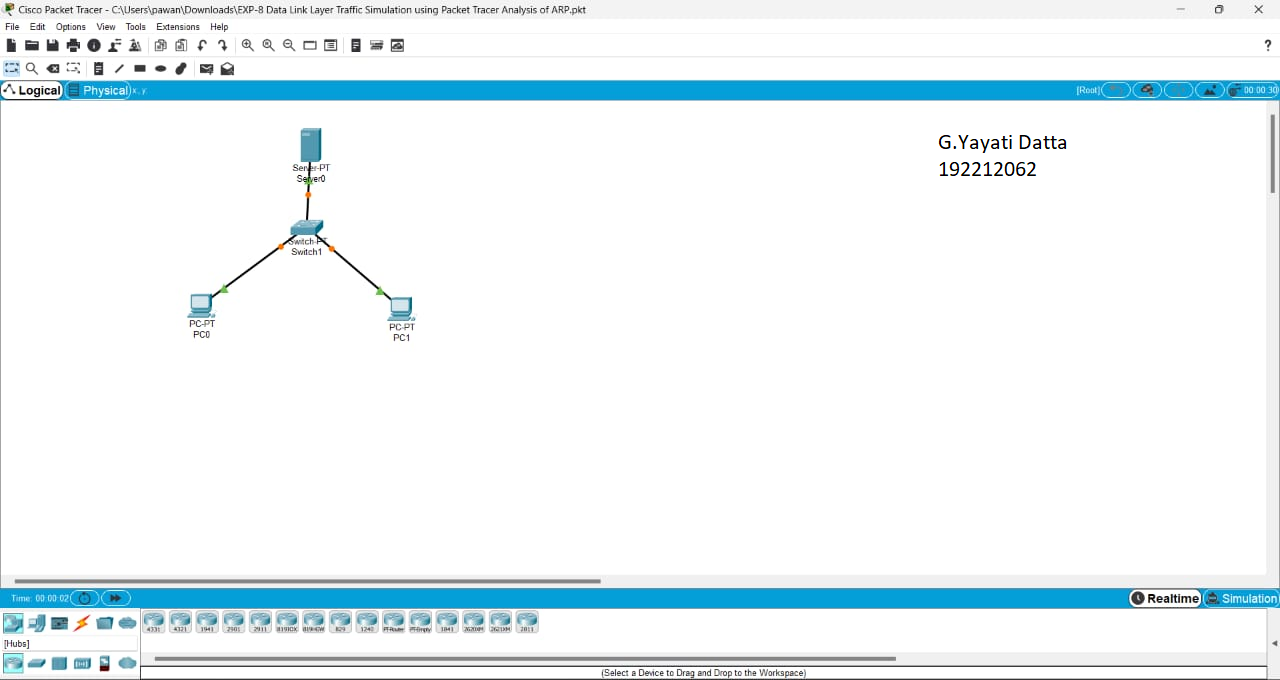 Cisco Packet Tracer - C:\Users\pawan\Downloads\EXP-8 Data Link Layer Traffic Simulation using Packet Tracer Analysis of ARP.pkt
File Edit Options View Tools Extensions Help
?
Logical Physical x, y
[Root] 00:00:30
G.Yayati Datta
192212062
Server-PT
Server0
Switch-PT
Switch1
PC-PT
PC0
PC-PT
PC1
Time: 00:00:02
Realtime Simulation
4331 4321 1941 2901 2911 819IOX 819HGW 829 1240 PT-Router PT-Empty 1841 2620XM 2621XM 2811
[Hubs]
(Select a Device to Drag and Drop to the Workspace)